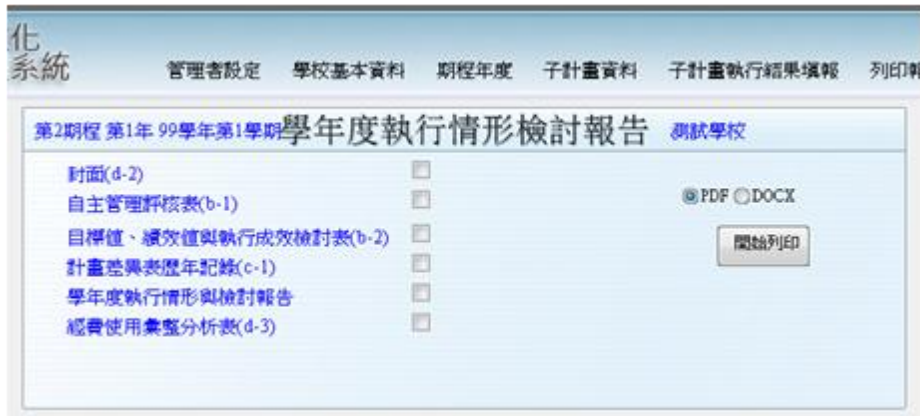 化
系統
管理者設定 學校基本資料 期程年度 子計畫資料 子計畫執行結果填報 列印報
第2期程 第1年 99學年第1學期 學年度執行情形檢討報告 測試學校
封面(d-2)
自主管理評核表(b-1)
PDF DOCX
目標值、績效值與執行成效檢討表(b-2)
開始列印
計畫差異表歷年記錄(c-1)
學年度執行情形與檢討報告
經費使用彙整分析表(d-3)